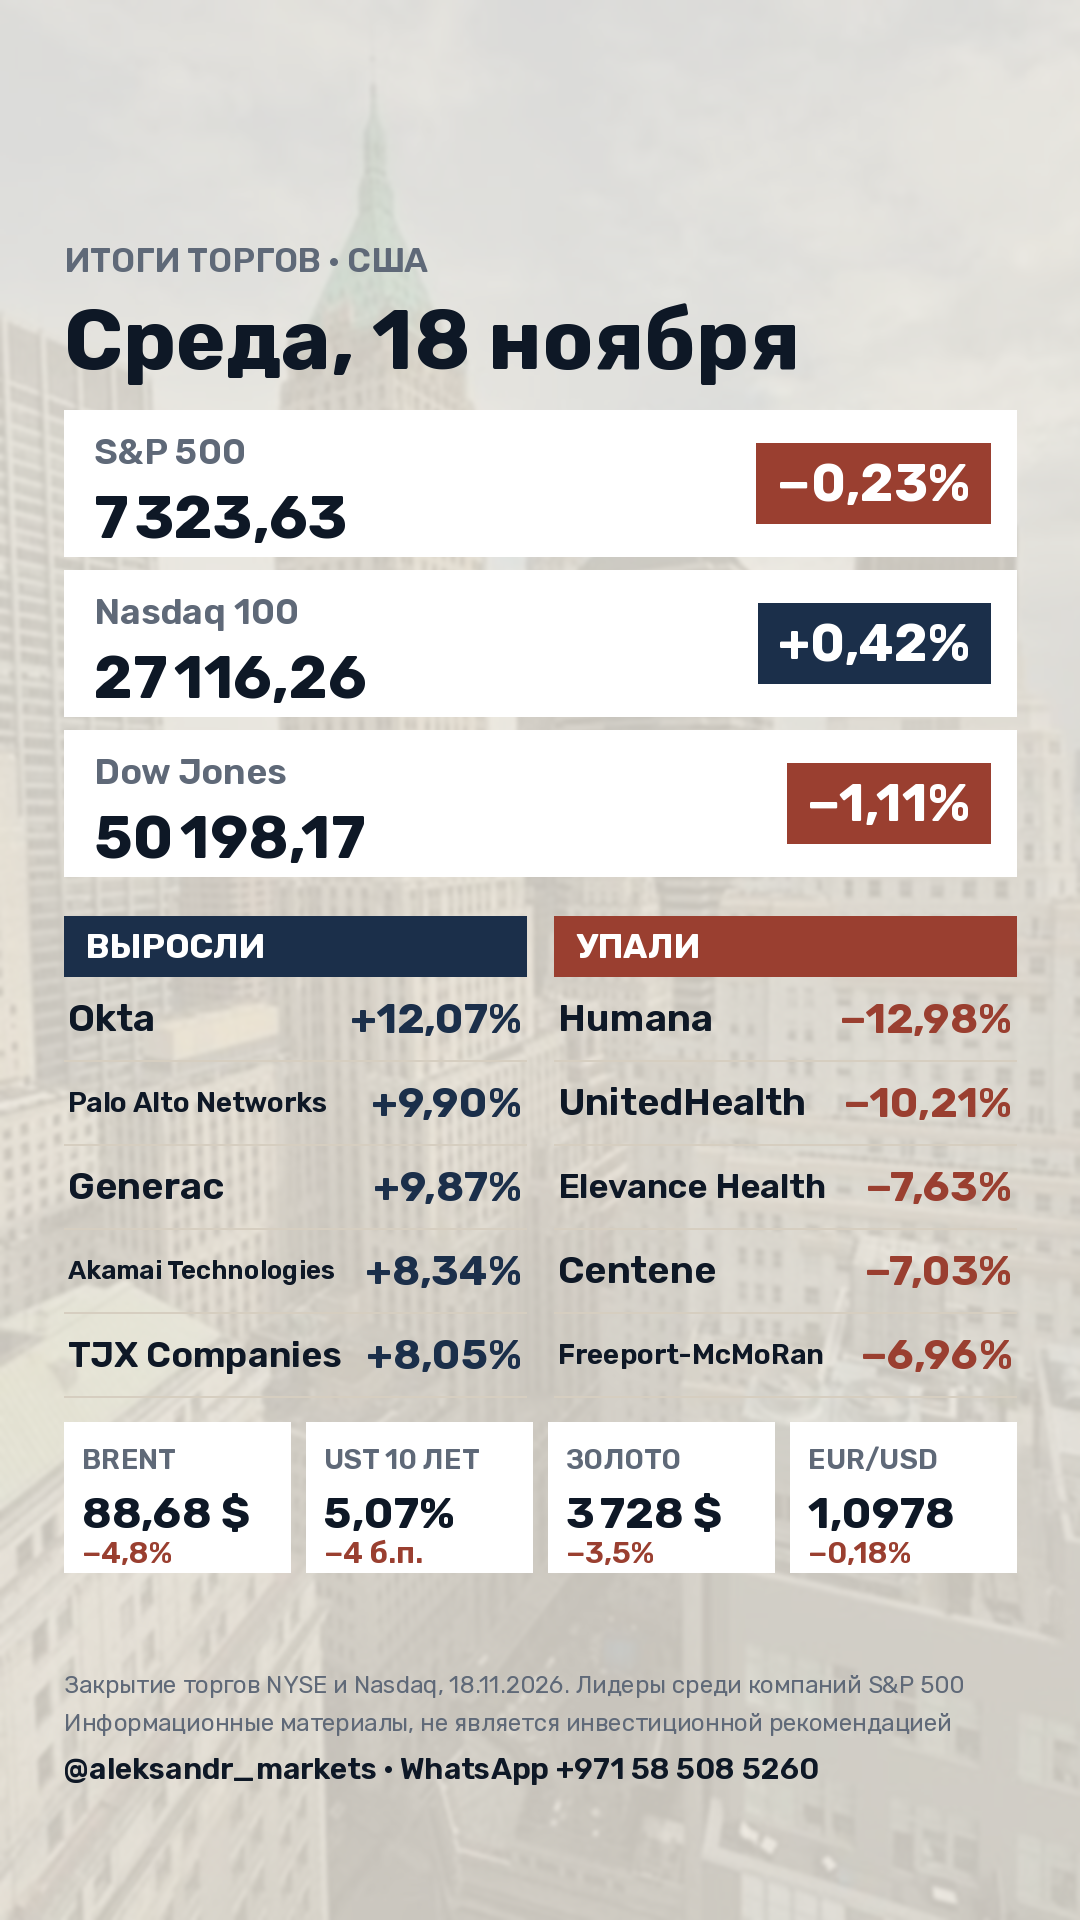 ИТОГИ ТОРГОВ • США
Среда, 18 ноября
S&P 500
7 323,63
−0,23%
Nasdaq 100
27 116,26
+0,42%
Dow Jones
50 198,17
−1,11%
ВЫРОСЛИ
Okta +12,07%
Palo Alto Networks +9,90%
Generac +9,87%
Akamai Technologies +8,34%
TJX Companies +8,05%
УПАЛИ
Humana −12,98%
UnitedHealth −10,21%
Elevance Health −7,63%
Centene −7,03%
Freeport-McMoRan −6,96%
BRENT
88,68 $
−4,8%
UST 10 ЛЕТ
5,07%
−4 б.п.
ЗОЛОТО
3 728 $
−3,5%
EUR/USD
1,0978
−0,18%
Закрытие торгов NYSE и Nasdaq, 18.11.2026. Лидеры среди компаний S&P 500
Информационные материалы, не является инвестиционной рекомендацией
@aleksandr_markets • WhatsApp +971 58 508 5260